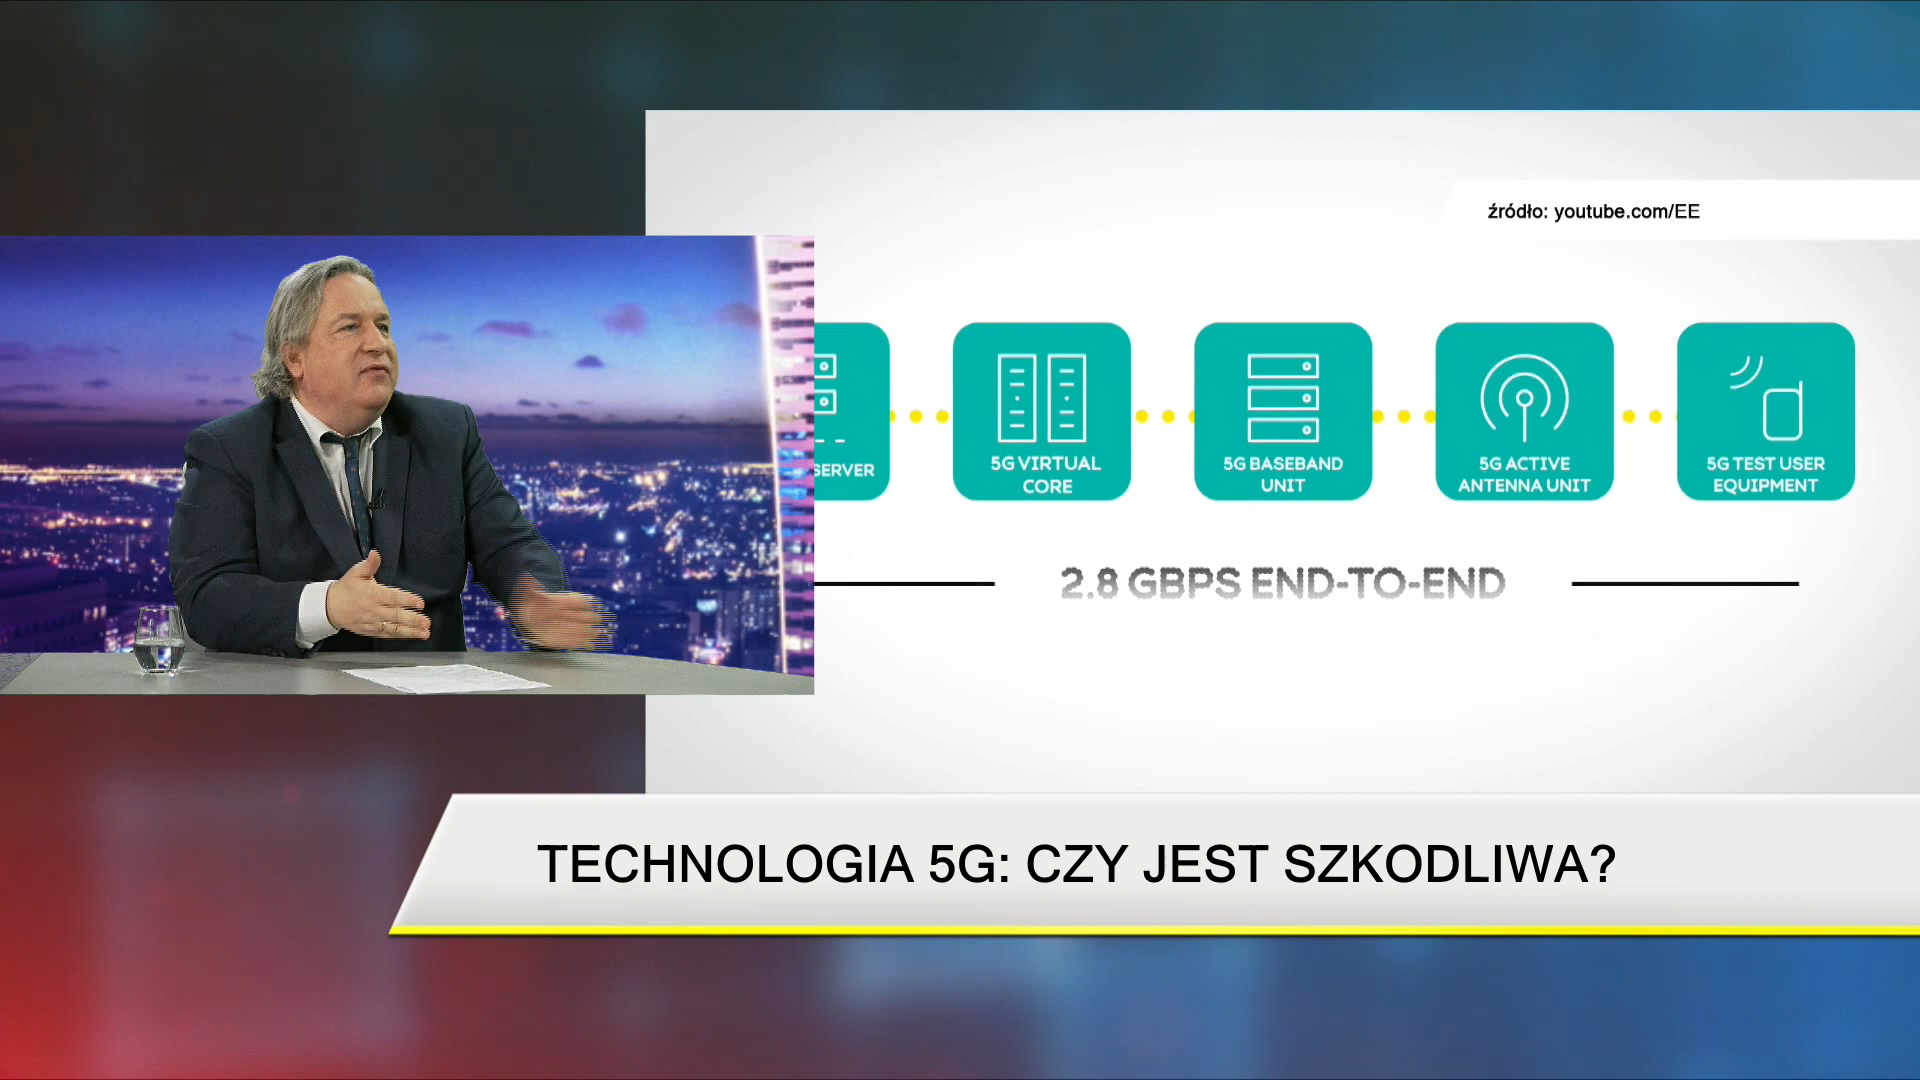 źródło: youtube.com/EE
SERVER
5G VIRTUAL
CORE
5G BASEBAND
UNIT
5G ACTIVE
ANTENNA UNIT
5G TEST USER
EQUIPMENT
2.8 GBPS END-TO-END
TECHNOLOGIA 5G: CZY JEST SZKODLIWA?